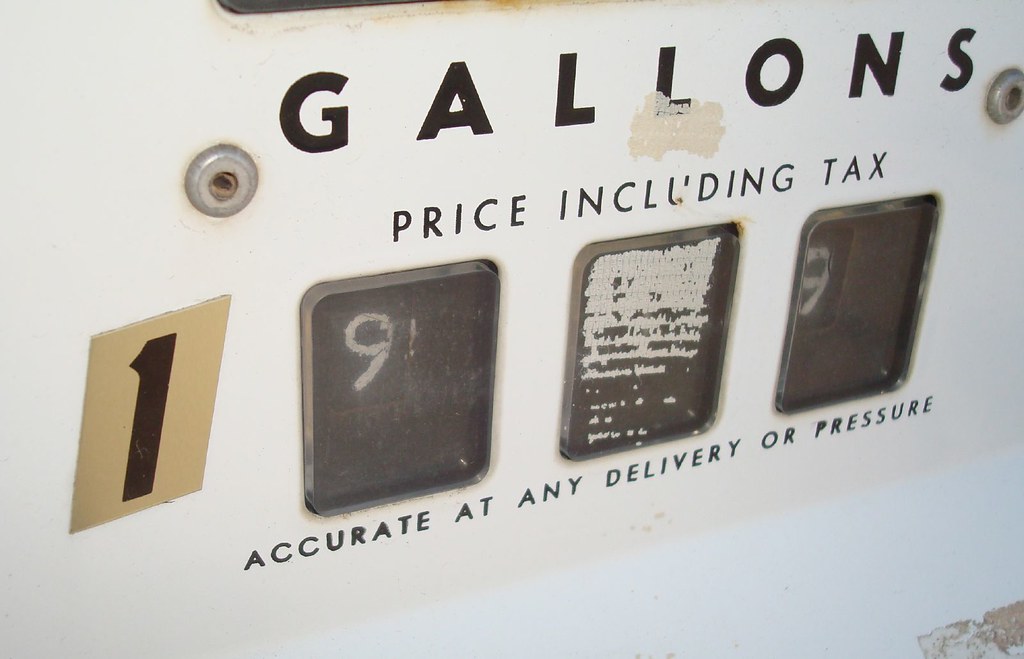 GALLONS
PRICE INCLUDING TAX
1 9 9
ACCURATE AT ANY DELIVERY OR PRESSURE